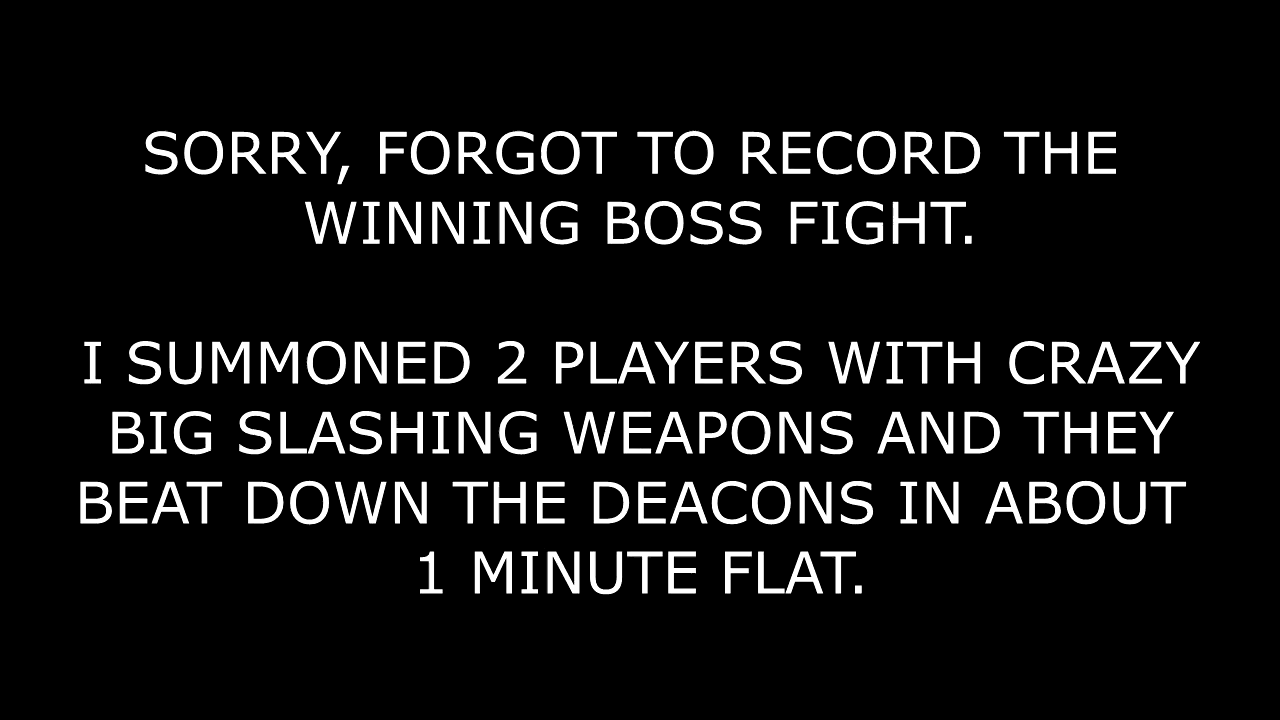 SORRY, FORGOT TO RECORD THE
WINNING BOSS FIGHT.
I SUMMONED 2 PLAYERS WITH CRAZY
BIG SLASHING WEAPONS AND THEY
BEAT DOWN THE DEACONS IN ABOUT
1 MINUTE FLAT.